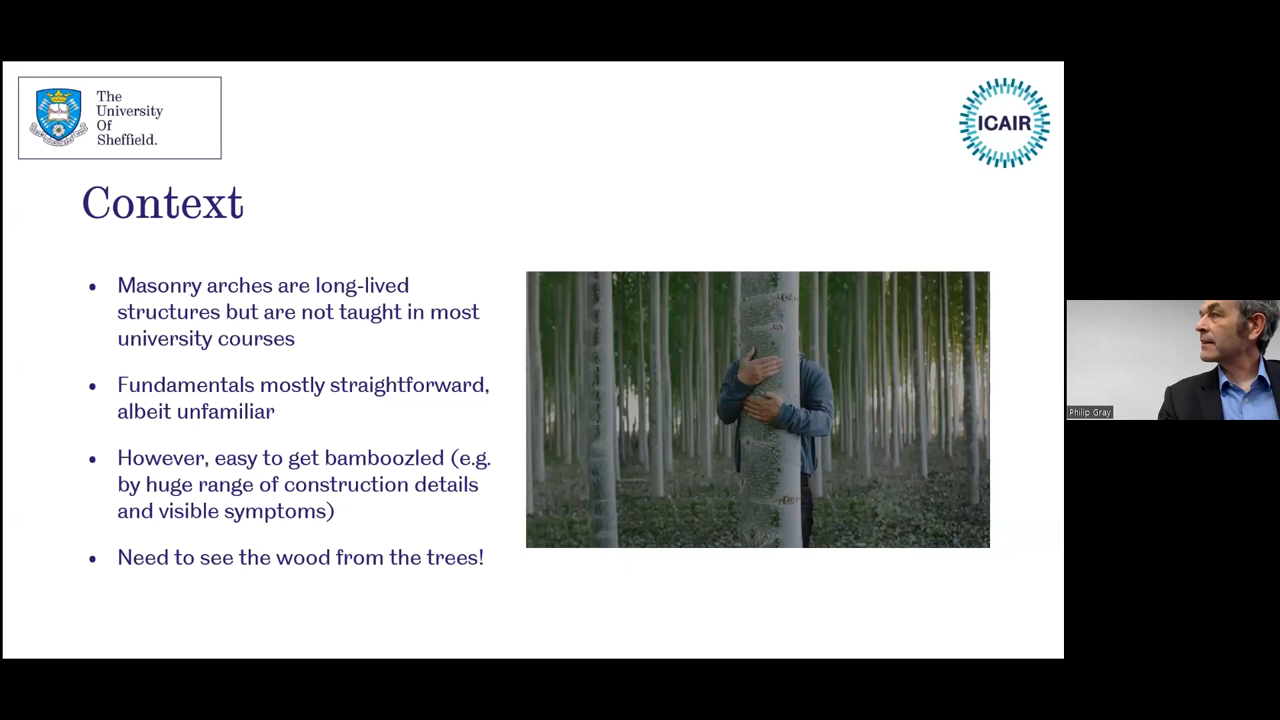 The
University
Of
Sheffield.
ICAIR
Context
• Masonry arches are long-lived
structures but are not taught in most
university courses
• Fundamentals mostly straightforward,
albeit unfamiliar
• However, easy to get bamboozled (e.g.
by huge range of construction details
and visible symptoms)
• Need to see the wood from the trees!
Philip Gray